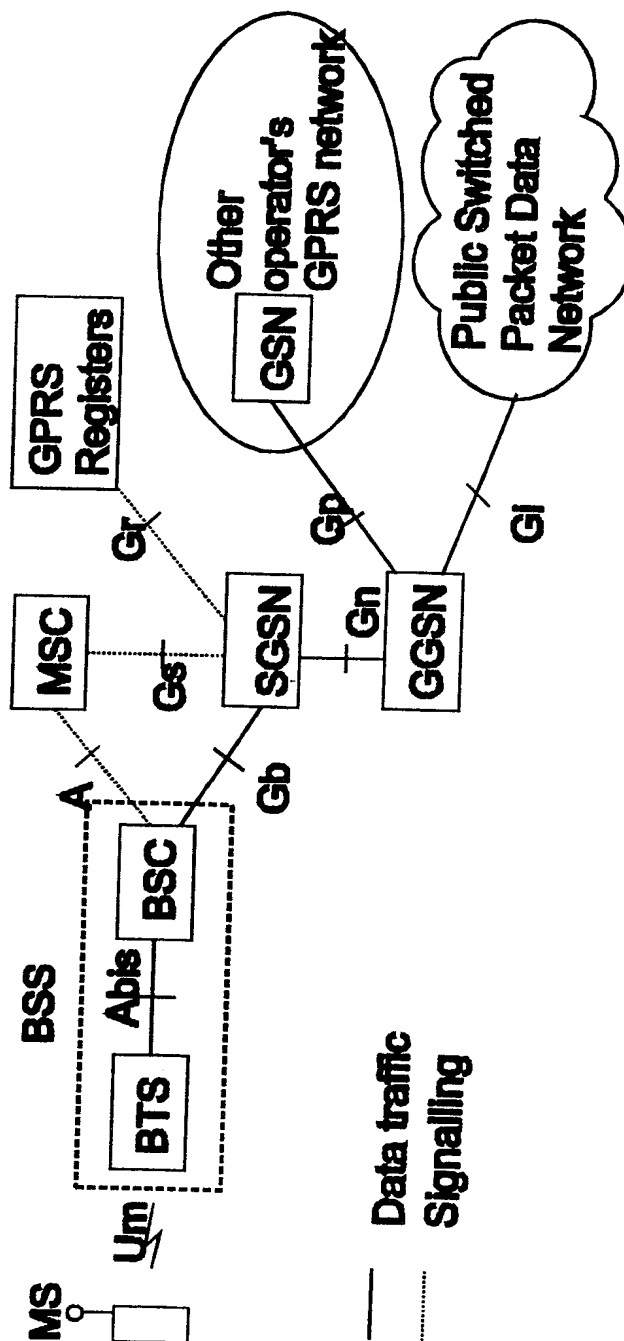 MS
Um
BSS
BTS
Abis
BSC
A
Gb
MSC
Gs
SGSN
Gn
GGSN
Gr
GPRS
Registers
Gp
Gi
GSN
Other
operator's
GPRS network
Public Switched
Packet Data
Network
Data traffic
Signalling